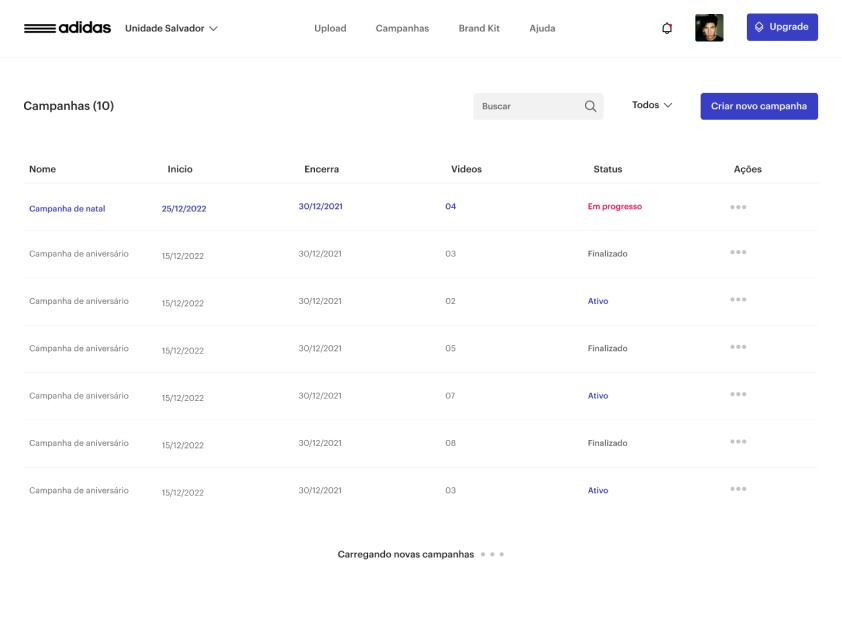 adidas Unidade Salvador Upload Campanhas Brand Kit Ajuda Upgrade
Campanhas (10) Buscar Todos Criar novo campanha
Nome Inicio Encerra Videos Status Ações
Campanha de natal 25/12/2022 30/12/2021 04 Em progresso
Campanha de aniversário 15/12/2022 30/12/2021 03 Finalizado
Campanha de aniversário 15/12/2022 30/12/2021 02 Ativo
Campanha de aniversário 15/12/2022 30/12/2021 05 Finalizado
Campanha de aniversário 15/12/2022 30/12/2021 07 Ativo
Campanha de aniversário 15/12/2022 30/12/2021 08 Finalizado
Campanha de aniversário 15/12/2022 30/12/2021 03 Ativo
Carregando novas campanhas